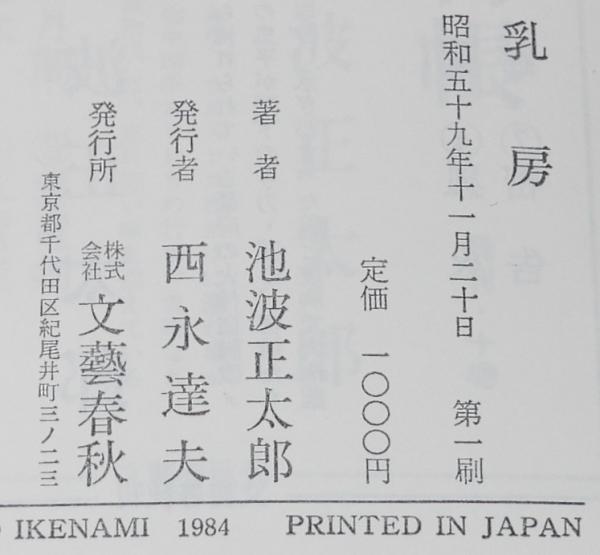 乳房
昭和五十九年十一月二十日 第一刷
定価 一〇〇〇円
著者 池波正太郎
発行者 西永達夫
発行所 株式会社 文藝春秋
東京都千代田区紀尾井町三ノ二三
IKENAMI 1984 PRINTED IN JAPAN